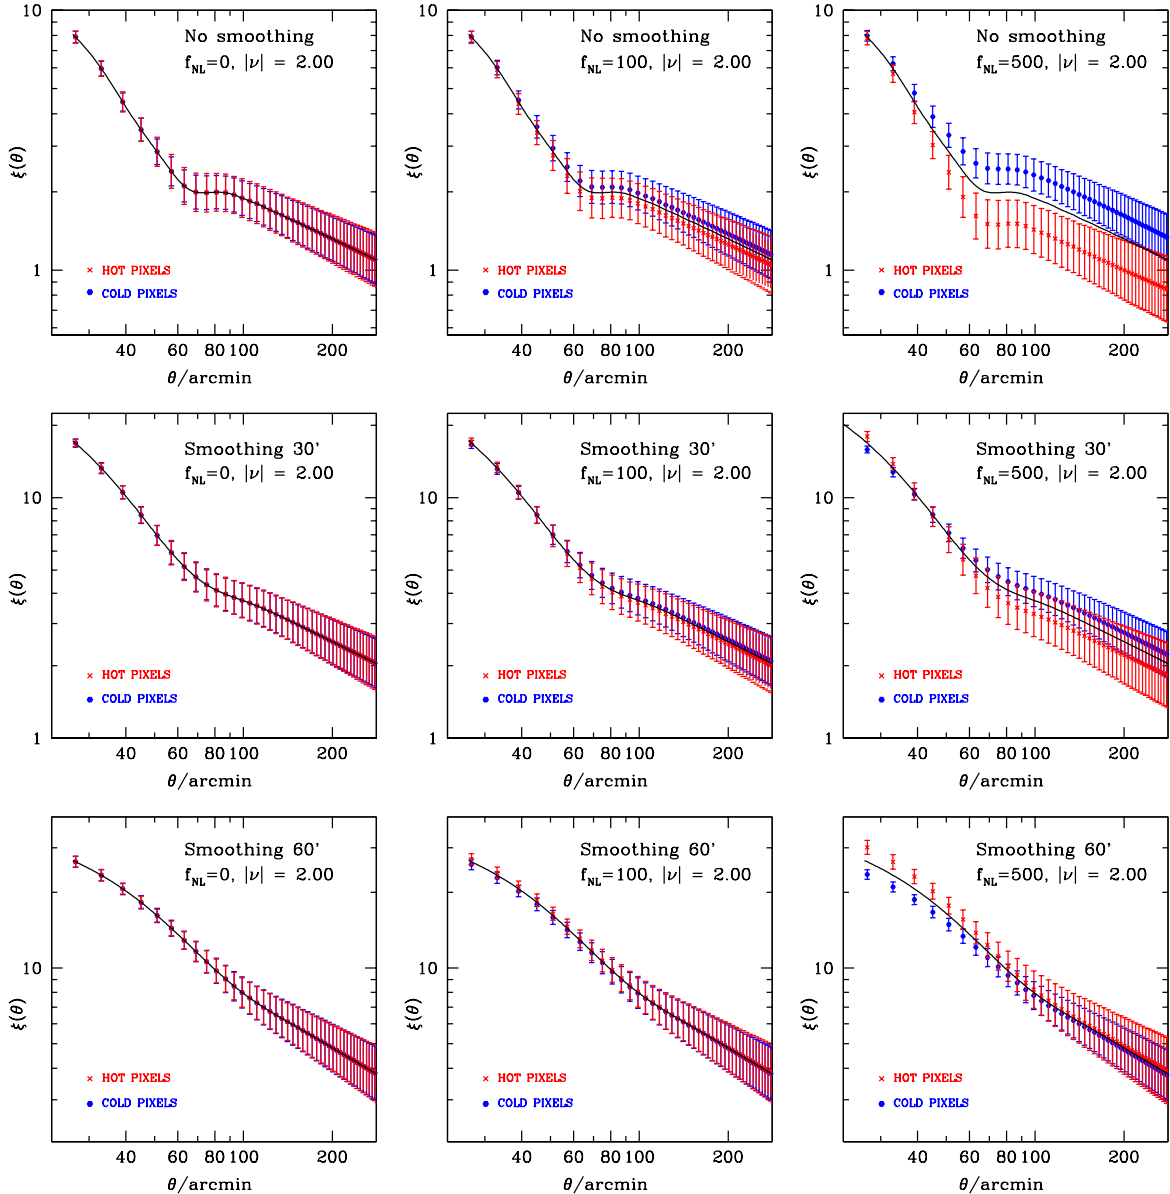 No smoothing
f_NL=0, |ν| = 2.00
10
ξ(θ)
1
× HOT PIXELS
COLD PIXELS
40 60 80 100 200
θ/arcmin
No smoothing
f_NL=100, |ν| = 2.00
10
ξ(θ)
1
× HOT PIXELS
COLD PIXELS
40 60 80 100 200
θ/arcmin
No smoothing
f_NL=500, |ν| = 2.00
10
ξ(θ)
1
× HOT PIXELS
COLD PIXELS
40 60 80 100 200
θ/arcmin
Smoothing 30'
f_NL=0, |ν| = 2.00
10
ξ(θ)
× HOT PIXELS
COLD PIXELS
1
40 60 80 100 200
θ/arcmin
Smoothing 30'
f_NL=100, |ν| = 2.00
10
ξ(θ)
× HOT PIXELS
COLD PIXELS
1
40 60 80 100 200
θ/arcmin
Smoothing 30'
f_NL=500, |ν| = 2.00
10
ξ(θ)
× HOT PIXELS
COLD PIXELS
1
40 60 80 100 200
θ/arcmin
Smoothing 60'
f_NL=0, |ν| = 2.00
10
ξ(θ)
× HOT PIXELS
COLD PIXELS
40 60 80 100 200
θ/arcmin
Smoothing 60'
f_NL=100, |ν| = 2.00
10
ξ(θ)
× HOT PIXELS
COLD PIXELS
40 60 80 100 200
θ/arcmin
Smoothing 60'
f_NL=500, |ν| = 2.00
10
ξ(θ)
× HOT PIXELS
COLD PIXELS
40 60 80 100 200
θ/arcmin